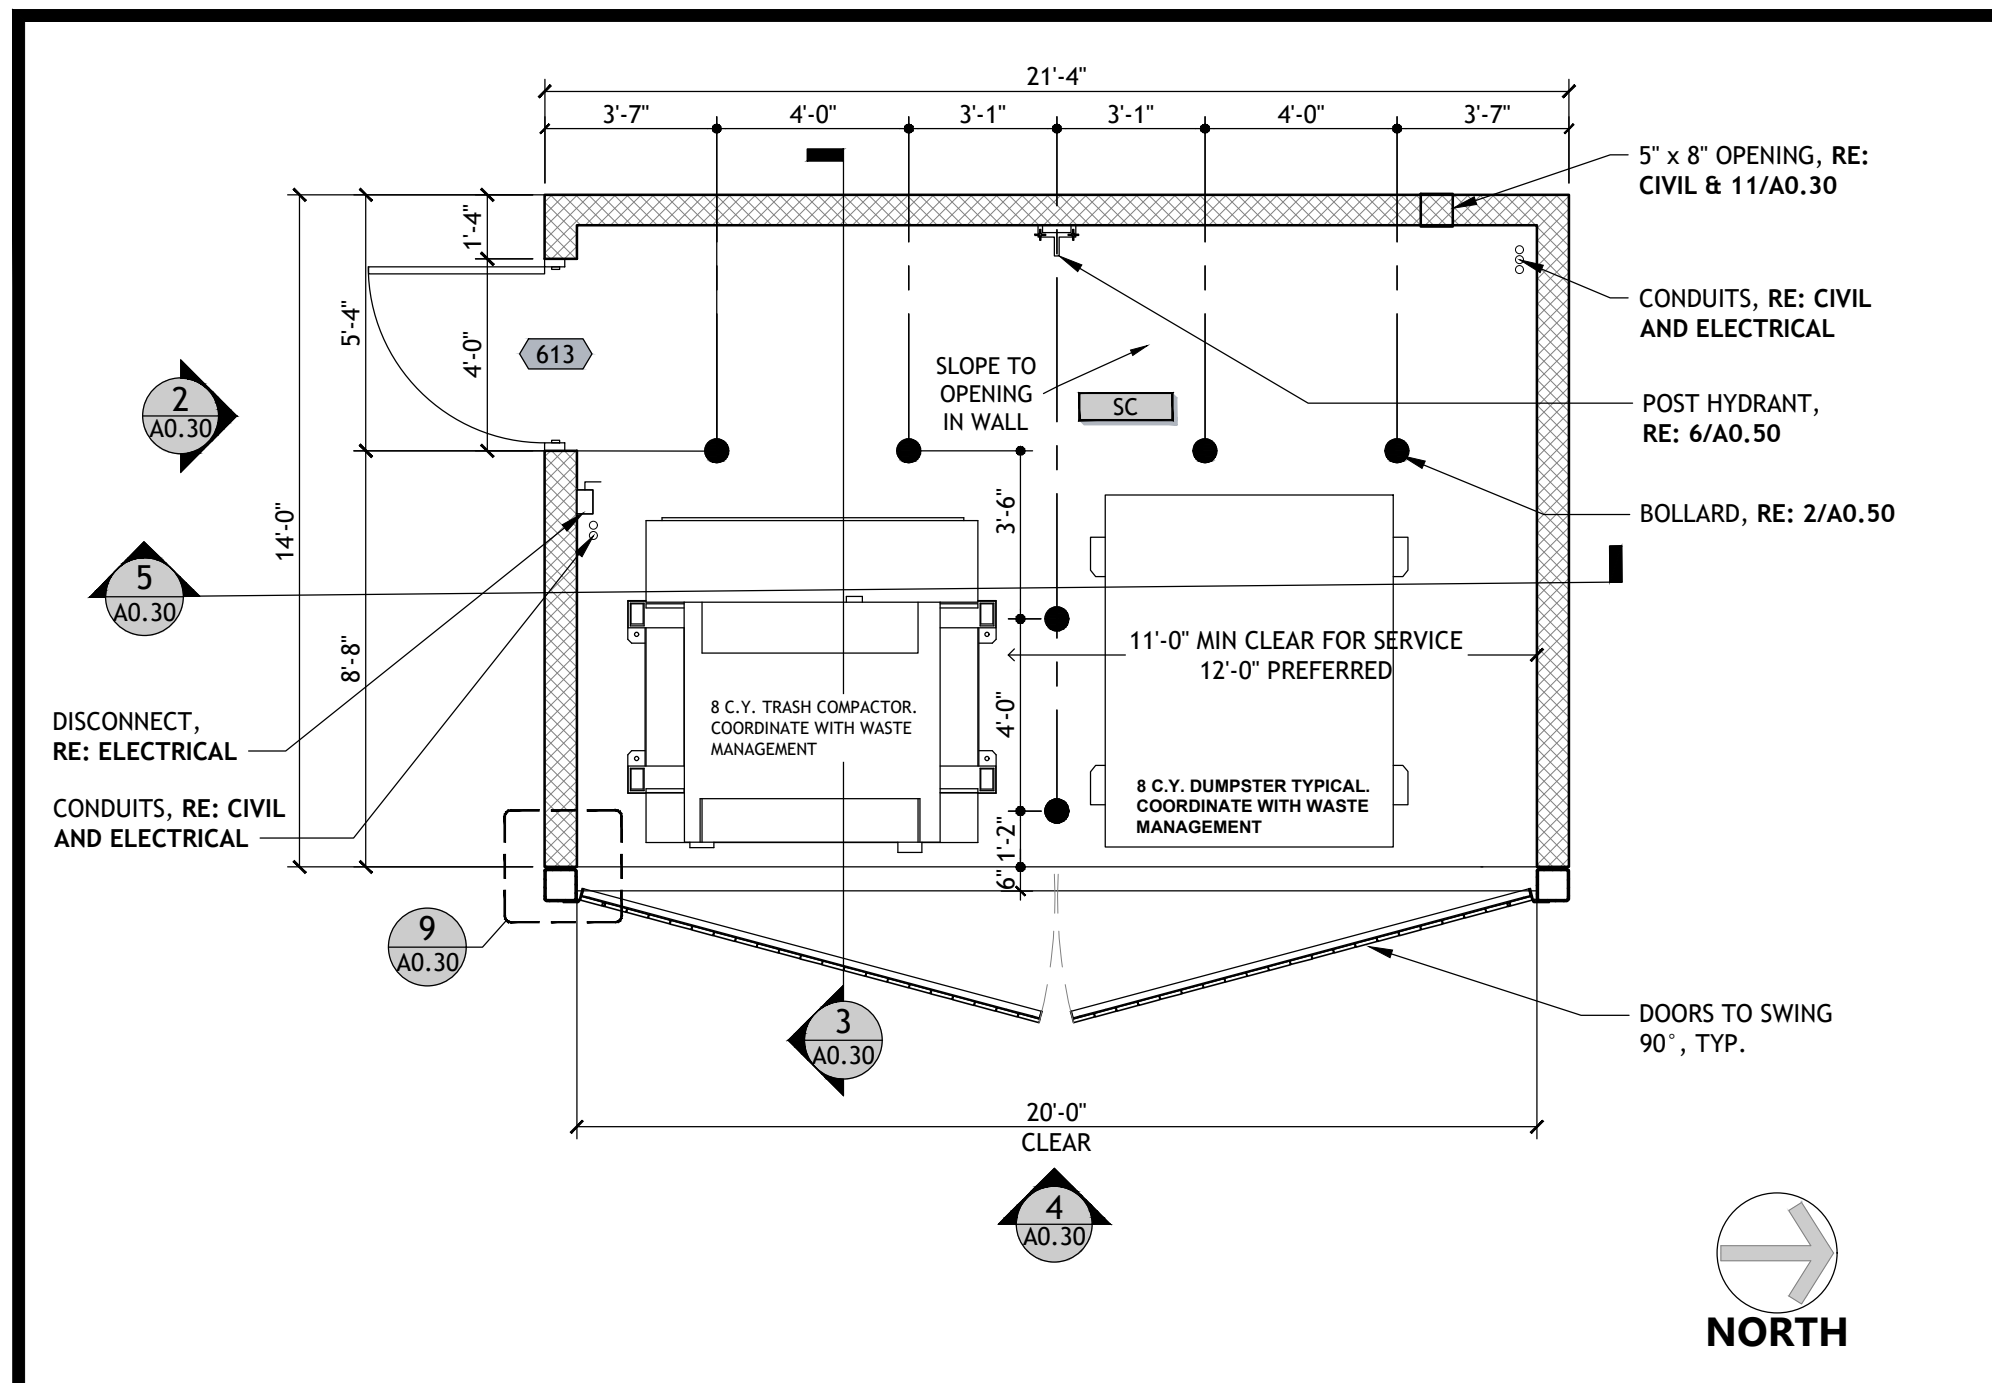 21'-4"
3'-7"
4'-0"
3'-1"
3'-1"
4'-0"
3'-7"
5" x 8" OPENING, RE:
CIVIL & 11/A0.30
1'-4"
5'-4"
4'-0"
14'-0"
8'-8"
613
CONDUITS, RE: CIVIL
AND ELECTRICAL
SLOPE TO
OPENING
IN WALL
SC
POST HYDRANT,
RE: 6/A0.50
2
A0.30
BOLLARD, RE: 2/A0.50
3'-6"
5
A0.30
11'-0" MIN CLEAR FOR SERVICE
12'-0" PREFERRED
4'-0"
8 C.Y. TRASH COMPACTOR.
COORDINATE WITH WASTE
MANAGEMENT
DISCONNECT,
RE: ELECTRICAL
8 C.Y. DUMPSTER TYPICAL.
COORDINATE WITH WASTE
MANAGEMENT
CONDUITS, RE: CIVIL
AND ELECTRICAL
1'-2"
6"
9
A0.30
3
A0.30
DOORS TO SWING
90°, TYP.
20'-0"
CLEAR
4
A0.30
NORTH